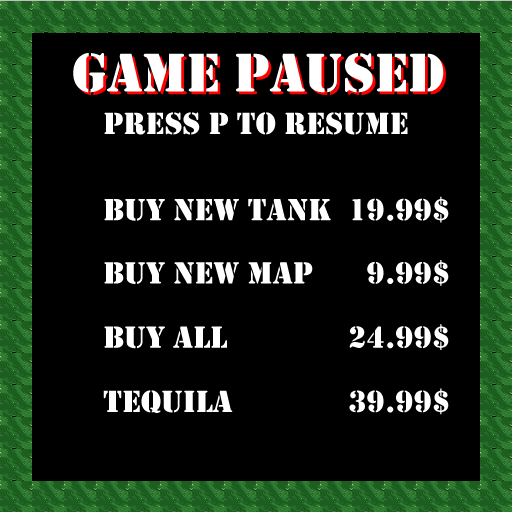 GAME PAUSED
PRESS P TO RESUME
BUY NEW TANK 19.99$
BUY NEW MAP 9.99$
BUY ALL 24.99$
TEQUILA 39.99$